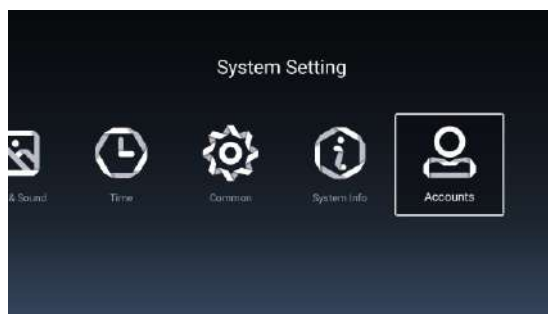 System Setting
& Sound
Time
Common
System Info
Accounts